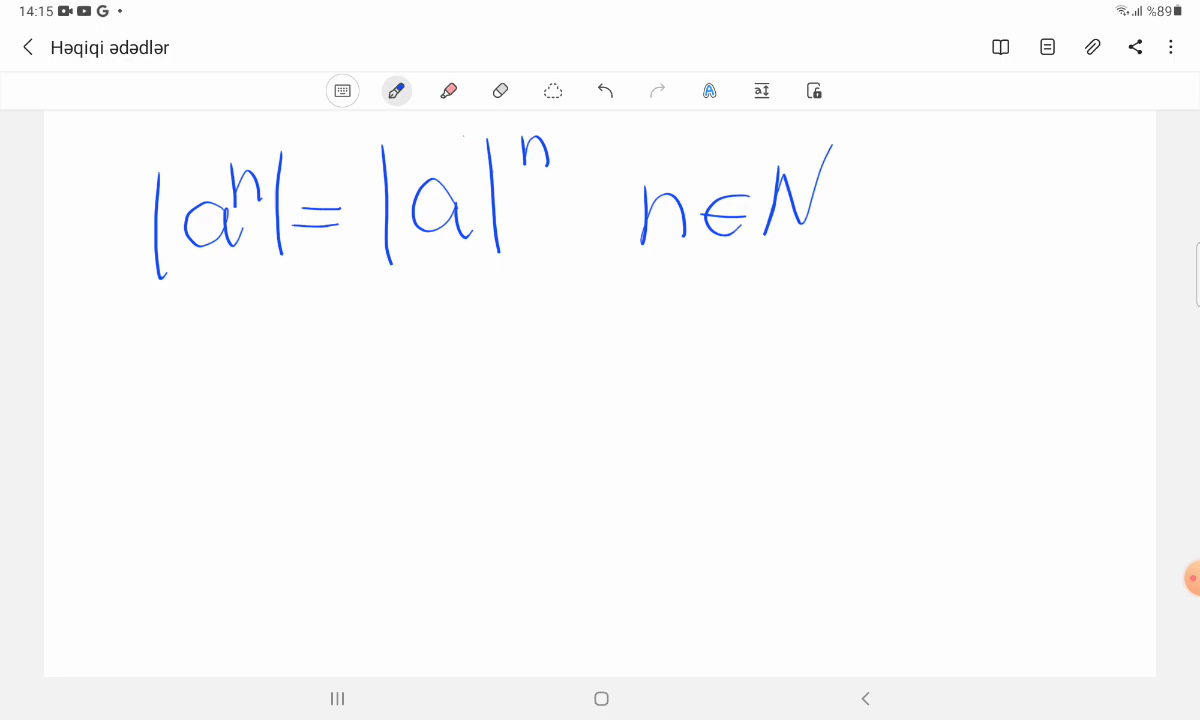 14:15 G %89
Həqiqi ədədlər
|aⁿ| = |a|ⁿ n∈N